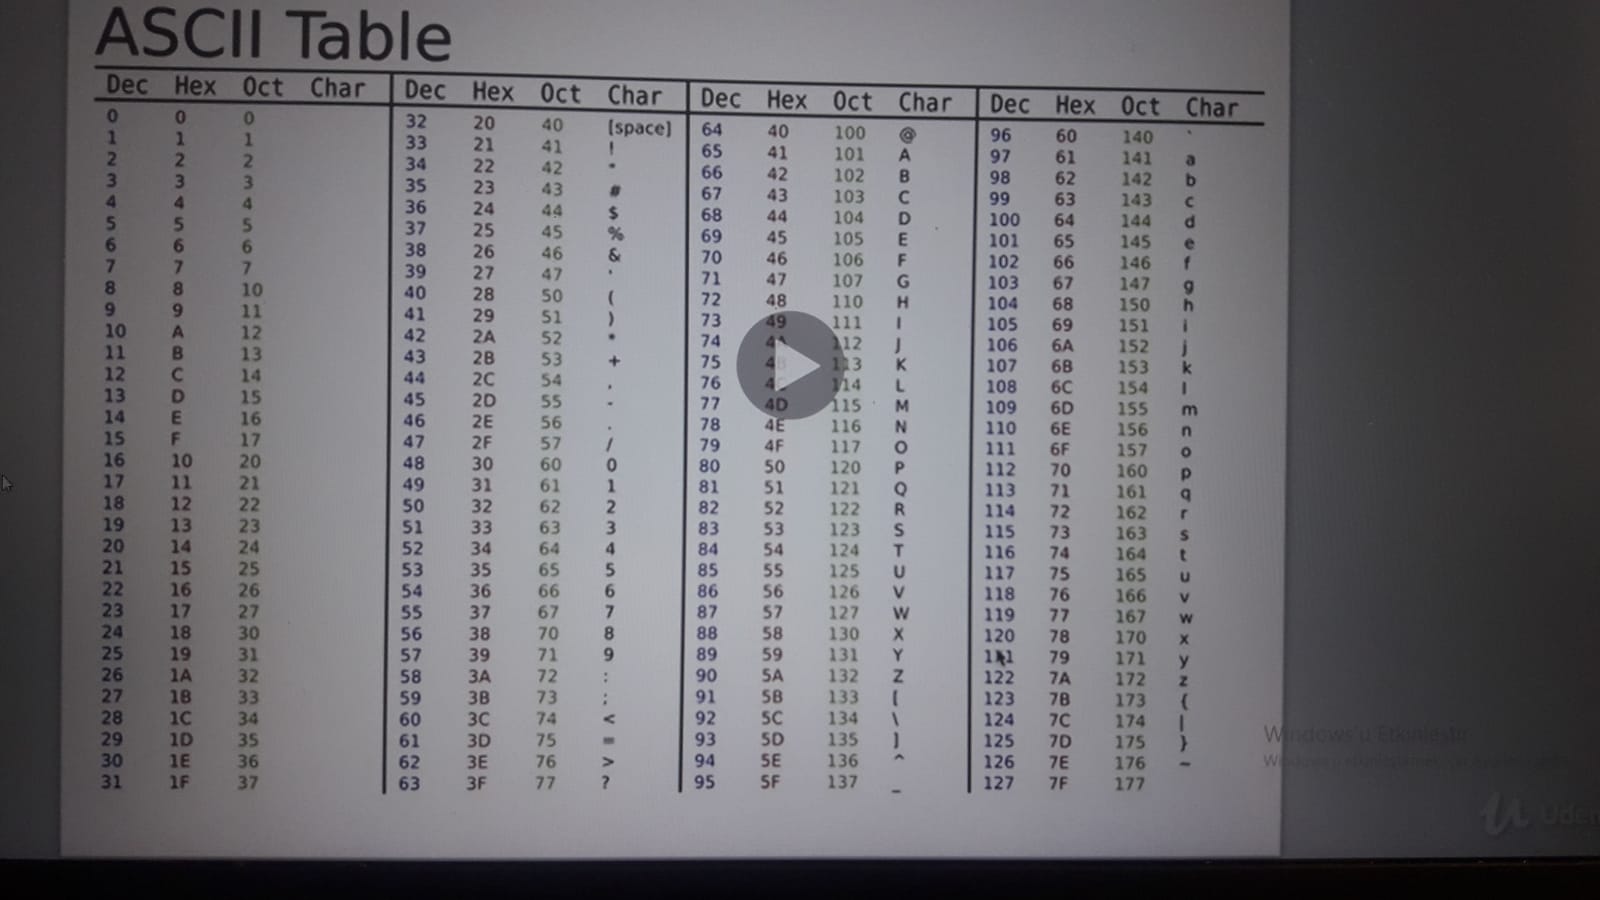 ASCII Table
Dec Hex Oct Char Dec Hex Oct Char Dec Hex Oct Char Dec Hex Oct Char
0 0 0 32 20 40 [space] 64 40 100 @ 96 60 140 `
1 1 1 33 21 41 ! 65 41 101 A 97 61 141 a
2 2 2 34 22 42 " 66 42 102 B 98 62 142 b
3 3 3 35 23 43 # 67 43 103 C 99 63 143 c
4 4 4 36 24 44 $ 68 44 104 D 100 64 144 d
5 5 5 37 25 45 % 69 45 105 E 101 65 145 e
6 6 6 38 26 46 & 70 46 106 F 102 66 146 f
7 7 7 39 27 47 ' 71 47 107 G 103 67 147 g
8 8 10 40 28 50 ( 72 48 110 H 104 68 150 h
9 9 11 41 29 51 ) 73 49 111 I 105 69 151 i
10 A 12 42 2A 52 * 74 4A 112 J 106 6A 152 j
11 B 13 43 2B 53 + 75 4B 113 K 107 6B 153 k
12 C 14 44 2C 54 , 76 4C 114 L 108 6C 154 l
13 D 15 45 2D 55 - 77 4D 115 M 109 6D 155 m
14 E 16 46 2E 56 . 78 4E 116 N 110 6E 156 n
15 F 17 47 2F 57 / 79 4F 117 O 111 6F 157 o
16 10 20 48 30 60 0 80 50 120 P 112 70 160 p
17 11 21 49 31 61 1 81 51 121 Q 113 71 161 q
18 12 22 50 32 62 2 82 52 122 R 114 72 162 r
19 13 23 51 33 63 3 83 53 123 S 115 73 163 s
20 14 24 52 34 64 4 84 54 124 T 116 74 164 t
21 15 25 53 35 65 5 85 55 125 U 117 75 165 u
22 16 26 54 36 66 6 86 56 126 V 118 76 166 v
23 17 27 55 37 67 7 87 57 127 W 119 77 167 w
24 18 30 56 38 70 8 88 58 130 X 120 78 170 x
25 19 31 57 39 71 9 89 59 131 Y 121 79 171 y
26 1A 32 58 3A 72 : 90 5A 132 Z 122 7A 172 z
27 1B 33 59 3B 73 ; 91 5B 133 [ 123 7B 173 {
28 1C 34 60 3C 74 < 92 5C 134 \ 124 7C 174 |
29 1D 35 61 3D 75 = 93 5D 135 ] 125 7D 175 }
30 1E 36 62 3E 76 > 94 5E 136 ^ 126 7E 176 ~
31 1F 37 63 3F 77 ? 95 5F 137 _ 127 7F 177
Windows'u Etkinleştir